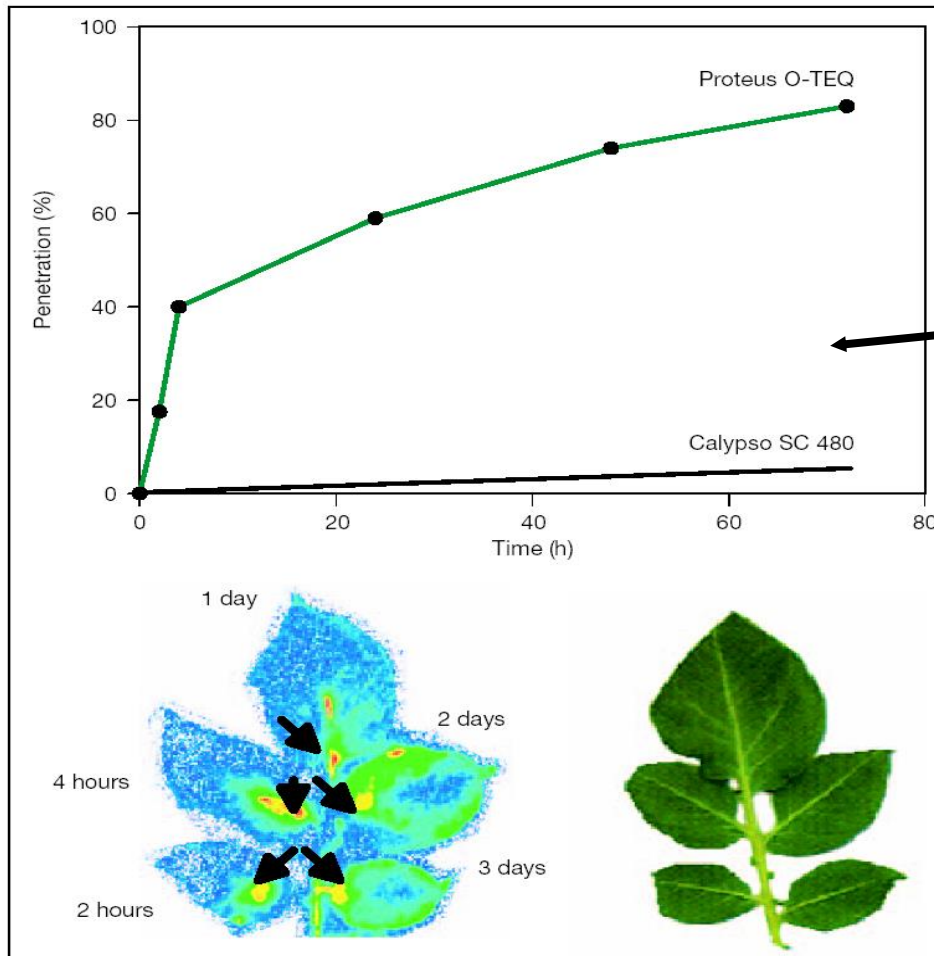 100
80
60
40
20
0
Penetration (%)
Proteus O-TEQ
Calypso SC 480
0
20
40
60
80
Time (h)
1 day
2 days
4 hours
3 days
2 hours